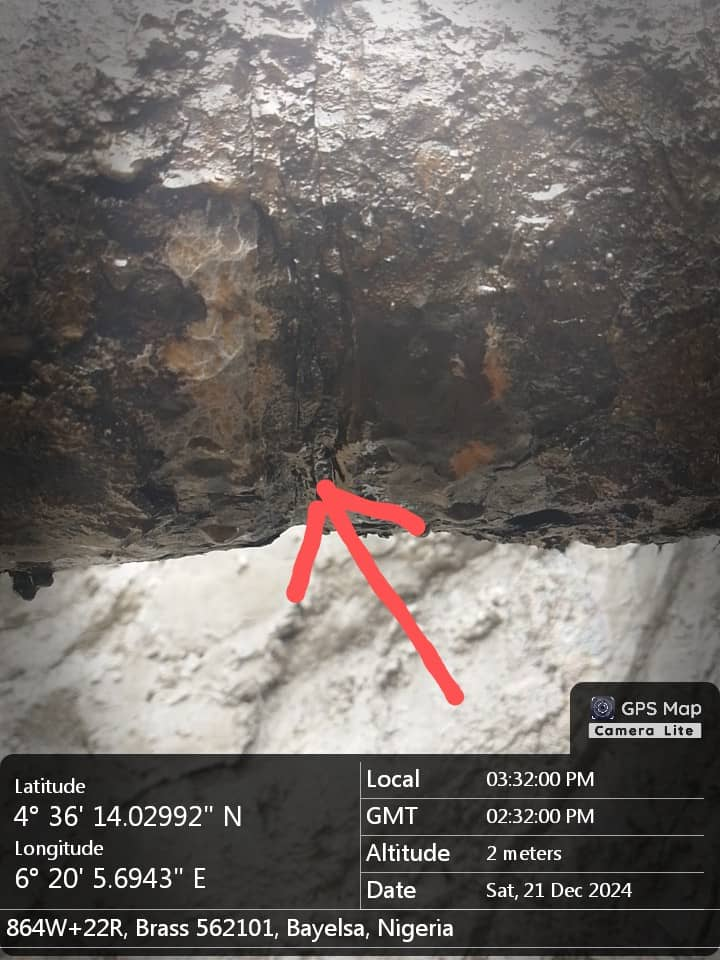 GPS Map
Camera Lite
Latitude
4° 36' 14.02992" N
Longitude
6° 20' 5.6943" E
Local 03:32:00 PM
GMT 02:32:00 PM
Altitude 2 meters
Date Sat, 21 Dec 2024
864W+22R, Brass 562101, Bayelsa, Nigeria